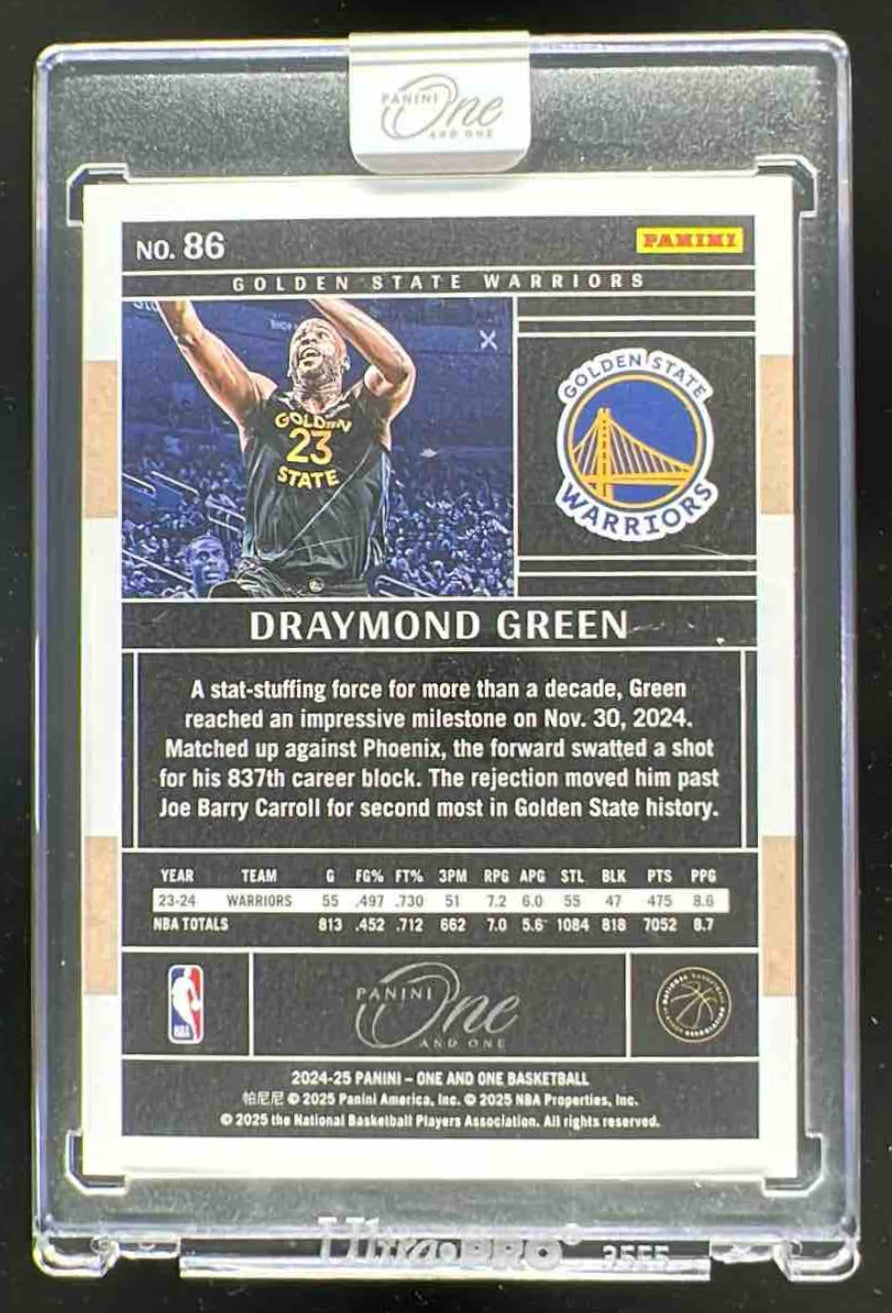 PANINI One
AND ONE
NO. 86
PANINI
GOLDEN STATE WARRIORS
GOLDEN
23
STATE
GOLDEN STATE
WARRIORS
DRAYMOND GREEN
A stat-stuffing force for more than a decade, Green
reached an impressive milestone on Nov. 30, 2024.
Matched up against Phoenix, the forward swatted a shot
for his 837th career block. The rejection moved him past
Joe Barry Carroll for second most in Golden State history.
YEAR TEAM G FG% FT% 3PM RPG APG STL BLK PTS PPG
23-24 WARRIORS 55 .497 .730 51 7.2 6.0 55 47 475 8.6
NBA TOTALS 813 .452 .712 662 7.0 5.6 1084 818 7052 8.7
NBA
PANINI One
AND ONE
2024-25 PANINI – ONE AND ONE BASKETBALL
帕尼尼 © 2025 Panini America, Inc. © 2025 NBA Properties, Inc.
© 2025 the National Basketball Players Association. All rights reserved.
Ultra PRO®